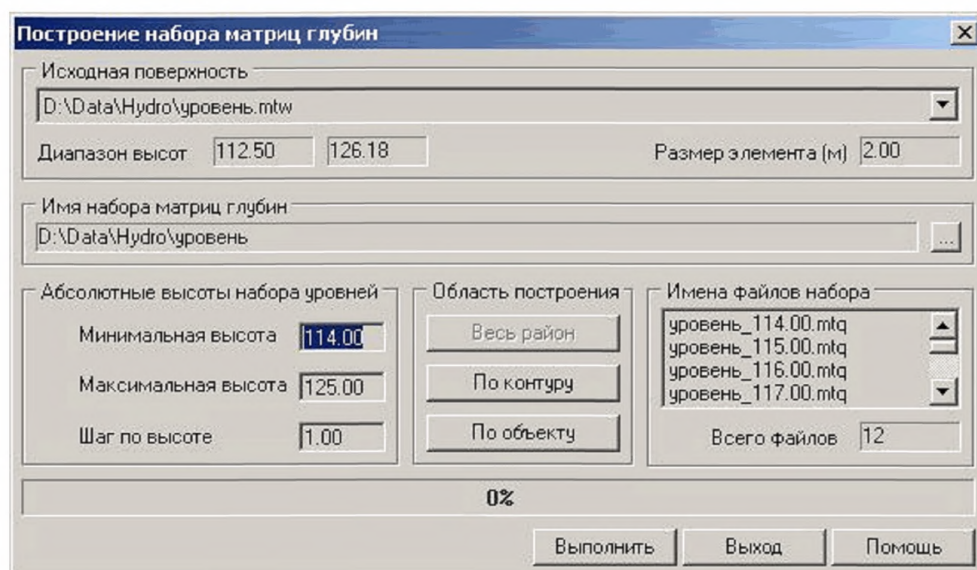 Построение набора матриц глубин
Исходная поверхность
D:\Data\Hydro\уровень.mtw
Диапазон высот 112.50 126.18 Размер элемента (м) 2.00
Имя набора матриц глубин
D:\Data\Hydro\уровень
...
Абсолютные высоты набора уровней
Минимальная высота 114.00
Максимальная высота 125.00
Шаг по высоте 1.00
Область построения
Весь район
По контуру
По объекту
Имена файлов набора
уровень_114.00.mtq
уровень_115.00.mtq
уровень_116.00.mtq
уровень_117.00.mtq
Всего файлов 12
0%
Выполнить Выход Помощь